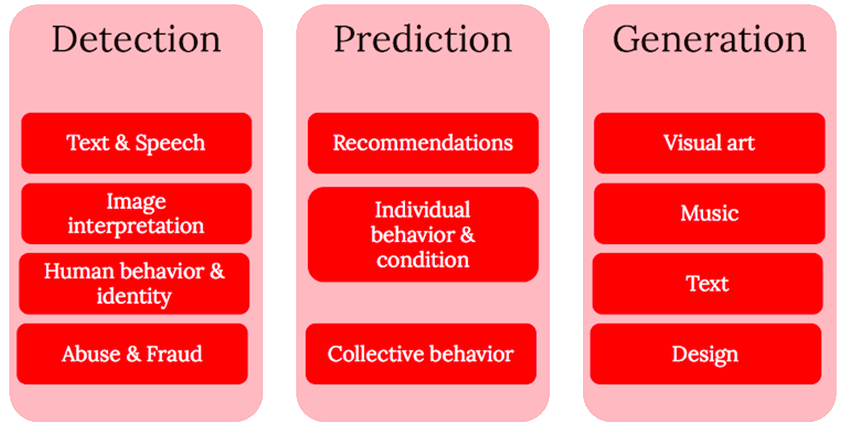 Detection
Text & Speech
Image
interpretation
Human behavior &
identity
Abuse & Fraud
Prediction
Recommendations
Individual
behavior &
condition
Collective behavior
Generation
Visual art
Music
Text
Design